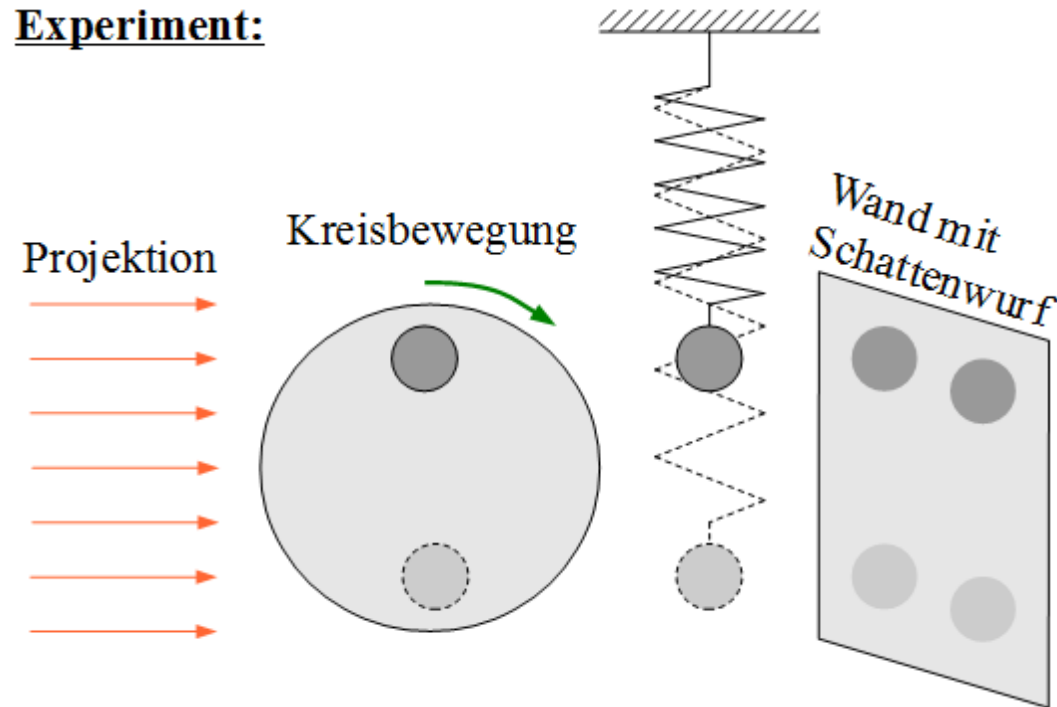 Experiment:
Projektion
Kreisbewegung
Wand mit
Schattenwurf